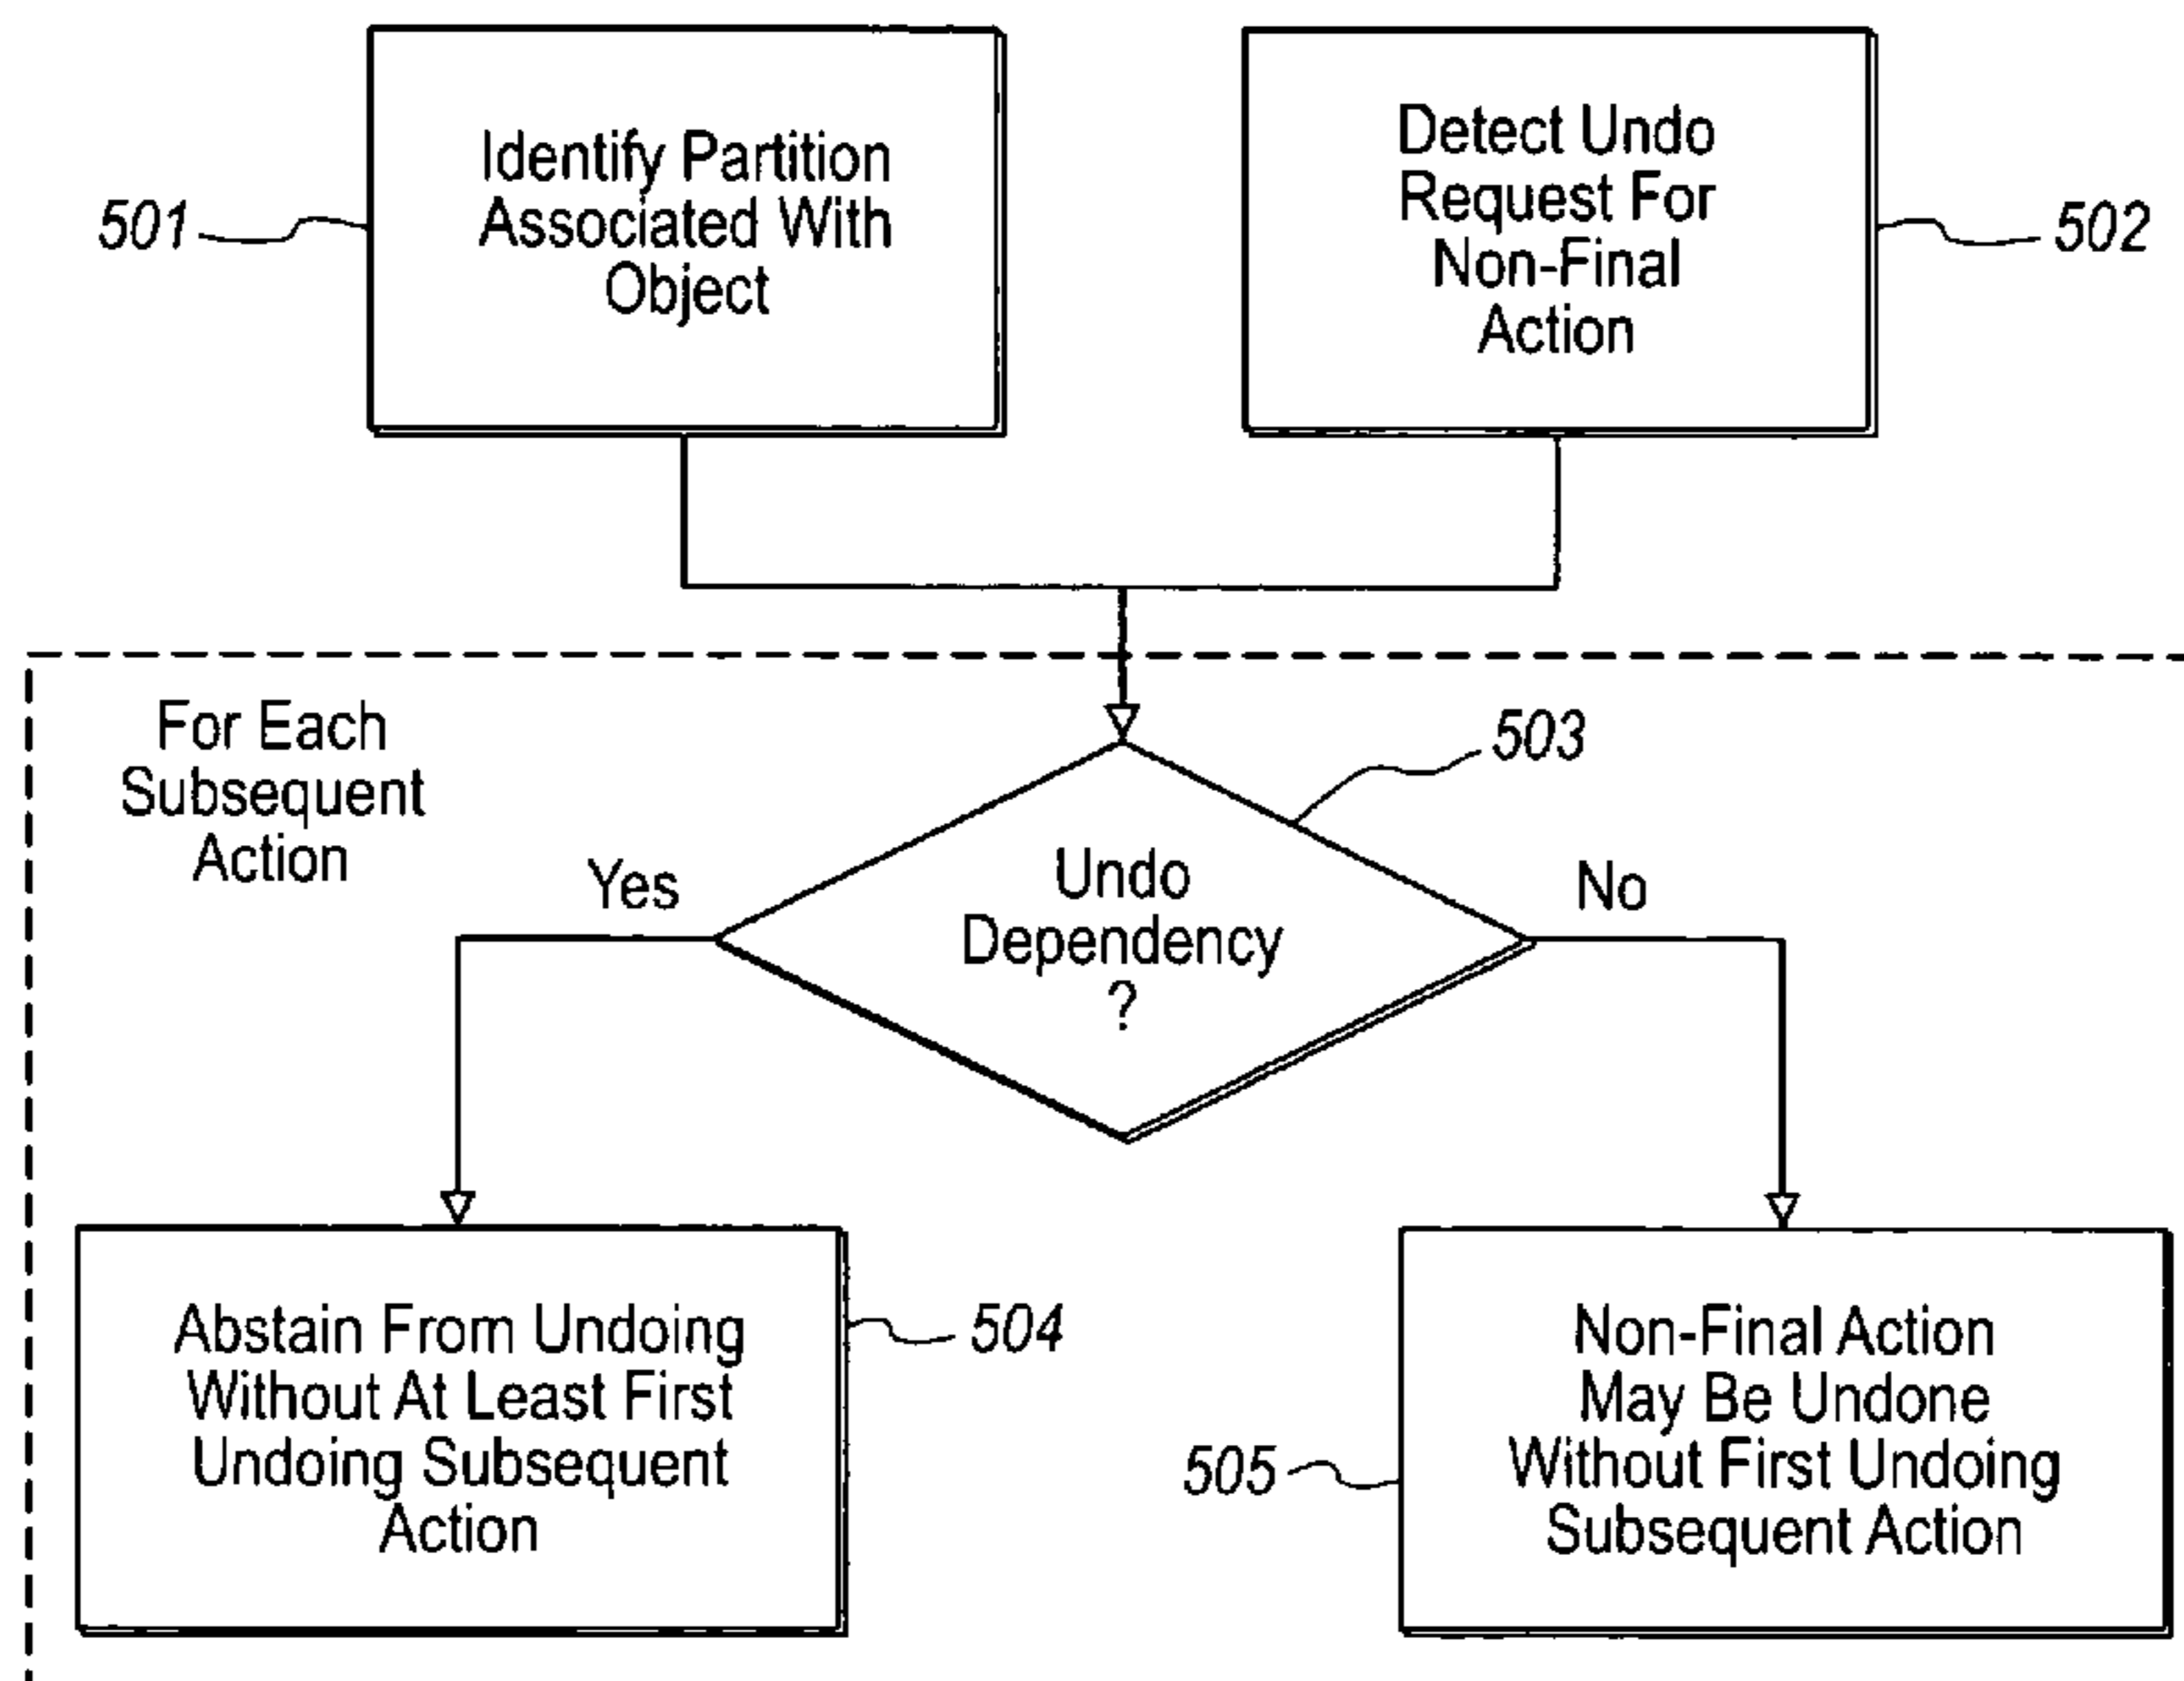 Identify Partition
Associated With
Object
501
Detect Undo
Request For
Non-Final
Action
502
For Each
Subsequent
Action
503
Yes
Undo
Dependency
?
No
Abstain From Undoing
Without At Least First
Undoing Subsequent
Action
504
Non-Final Action
May Be Undone
Without First Undoing
Subsequent Action
505